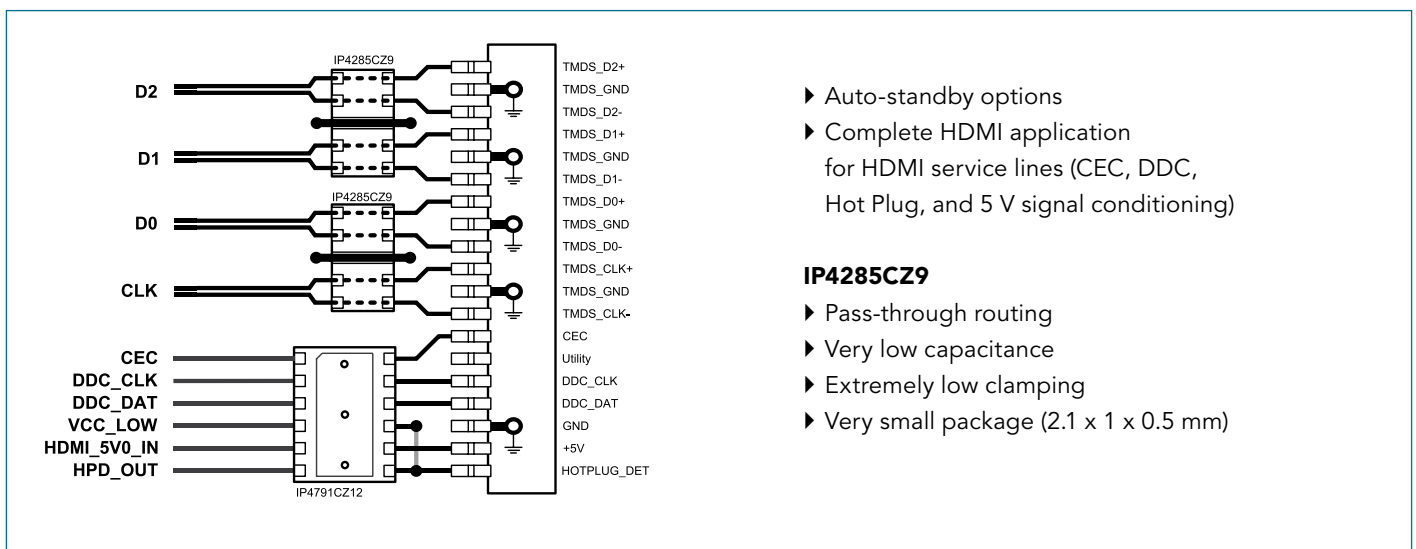 IP4285CZ9
D2
D1
IP4285CZ9
D0
CLK
CEC
DDC_CLK
DDC_DAT
VCC_LOW
HDMI_5V0_IN
HPD_OUT
IP4791CZ12
TMDS_D2+
TMDS_GND
TMDS_D2-
TMDS_D1+
TMDS_GND
TMDS_D1-
TMDS_D0+
TMDS_GND
TMDS_D0-
TMDS_CLK+
TMDS_GND
TMDS_CLK-
CEC
Utility
DDC_CLK
DDC_DAT
GND
+5V
HOTPLUG_DET
Auto-standby options
Complete HDMI application
for HDMI service lines (CEC, DDC,
Hot Plug, and 5 V signal conditioning)
IP4285CZ9
Pass-through routing
Very low capacitance
Extremely low clamping
Very small package (2.1 x 1 x 0.5 mm)